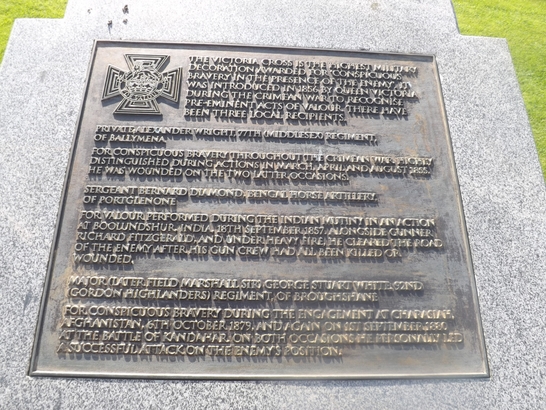 THE VICTORIA CROSS IS THE HIGHEST MILITARY
DECORATION AWARDED FOR "CONSPICUOUS
BRAVERY IN THE PRESENCE OF THE ENEMY". IT
WAS INTRODUCED IN 1856, BY QUEEN VICTORIA
DURING THE CRIMEAN WAR TO RECOGNISE
PRE-EMINENT ACTS OF VALOUR. THERE HAVE
BEEN THREE LOCAL RECIPIENTS.
PRIVATE ALEXANDER WRIGHT, 77TH (MIDDLESEX) REGIMENT,
OF BALLYMENA.
FOR CONSPICUOUS BRAVERY THROUGHOUT THE CRIMEAN WAR, HIGHLY
DISTINGUISHED DURING ACTIONS IN MARCH, APRIL AND AUGUST 1855.
HE WAS WOUNDED ON THE TWO LATTER OCCASIONS.
SERGEANT BERNARD DIAMOND, BENGAL HORSE ARTILLERY,
OF PORTGLENONE
FOR VALOUR PERFORMED DURING THE INDIAN MUTINY IN AN ACTION
AT BOOLUNDSHUR, INDIA, 18TH SEPTEMBER 1857. ALONGSIDE GUNNER
RICHARD FITZGERALD, AND UNDER HEAVY FIRE, HE CLEARED THE ROAD
OF THE ENEMY AFTER HIS GUN CREW HAD ALL BEEN KILLED OR
WOUNDED.
MAJOR (LATER FIELD MARSHALL, SIR) GEORGE STUART WHITE, 92ND
GORDON HIGHLANDERS) REGIMENT, OF BROUGHSHANE
FOR CONSPICUOUS BRAVERY DURING THE ENGAGEMENT AT CHARASIAH,
AFGHANISTAN, 6TH OCTOBER 1879, AND AGAIN ON 1ST SEPTEMBER 1880,
AT THE BATTLE OF KANDAHAR. ON BOTH OCCASIONS HE PERSONALLY LED
A SUCCESSFUL ATTACK ON THE ENEMY'S POSITION.